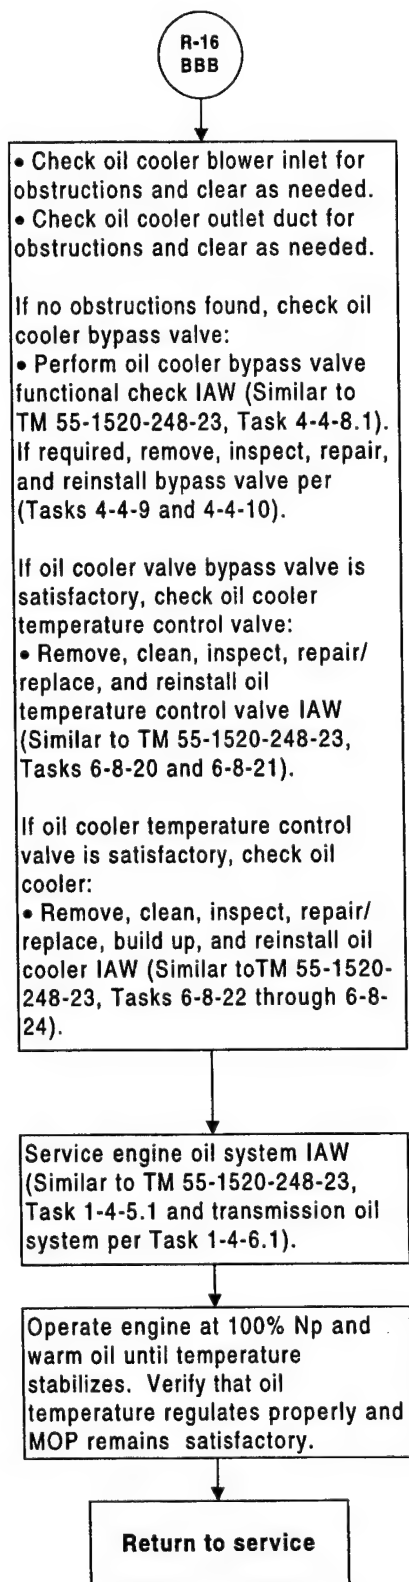 R-16
BBB
• Check oil cooler blower inlet for
obstructions and clear as needed.
• Check oil cooler outlet duct for
obstructions and clear as needed.
If no obstructions found, check oil
cooler bypass valve:
• Perform oil cooler bypass valve
functional check IAW (Similar to
TM 55-1520-248-23, Task 4-4-8.1).
If required, remove, inspect, repair,
and reinstall bypass valve per
(Tasks 4-4-9 and 4-4-10).
If oil cooler valve bypass valve is
satisfactory, check oil cooler
temperature control valve:
• Remove, clean, inspect, repair/
replace, and reinstall oil
temperature control valve IAW
(Similar to TM 55-1520-248-23,
Tasks 6-8-20 and 6-8-21).
If oil cooler temperature control
valve is satisfactory, check oil
cooler:
• Remove, clean, inspect, repair/
replace, build up, and reinstall oil
cooler IAW (Similar toTM 55-1520-
248-23, Tasks 6-8-22 through 6-8-
24).
Service engine oil system IAW
(Similar to TM 55-1520-248-23,
Task 1-4-5.1 and transmission oil
system per Task 1-4-6.1).
Operate engine at 100% Np and
warm oil until temperature
stabilizes. Verify that oil
temperature regulates properly and
MOP remains satisfactory.
Return to service